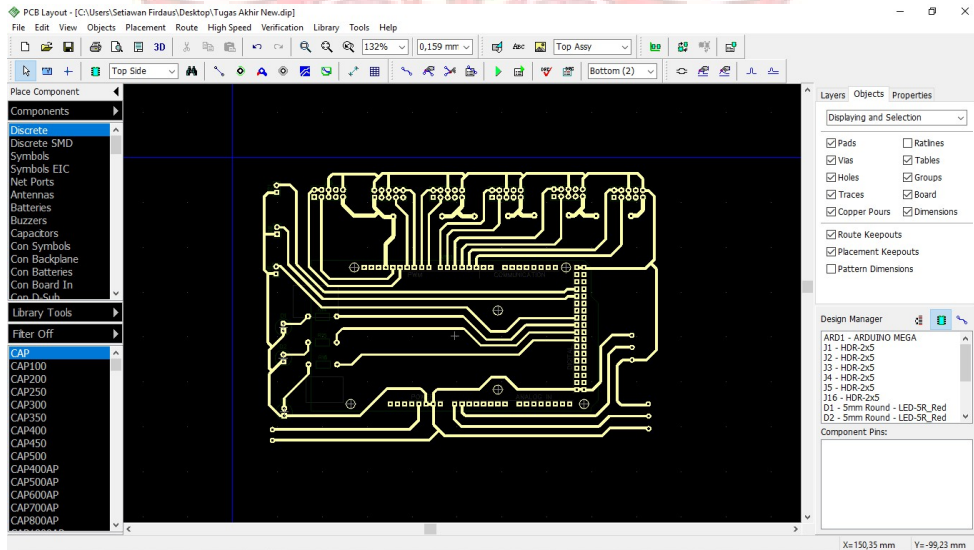 PCB Layout - [C:\Users\Setiawan Firdaus\Desktop\Tugas Akhir New.dip]
File Edit View Objects Placement Route High Speed Verification Library Tools Help
3D 132% 0,159 mm ABC Top Assy
Top Side Bottom (2)
Place Component
Components
Discrete
Discrete SMD
Symbols
Symbols EIC
Net Ports
Antennas
Batteries
Buzzers
Capacitors
Con Symbols
Con Backplane
Con Batteries
Con Board In
Con D-Sub
Library Tools
Filter Off
CAP
CAP100
CAP200
CAP250
CAP300
CAP350
CAP400
CAP450
CAP500
CAP400AP
CAP500AP
CAP600AP
CAP700AP
CAP800AP
Layers Objects Properties
Displaying and Selection
Pads Ratlines
Vias Tables
Holes Groups
Traces Board
Copper Pours Dimensions
Route Keepouts
Placement Keepouts
Pattern Dimensions
Design Manager
ARD1 - ARDUINO MEGA
J1 - HDR-2x5
J2 - HDR-2x5
J3 - HDR-2x5
J4 - HDR-2x5
J5 - HDR-2x5
J16 - HDR-2x5
D1 - 5mm Round - LED-5R_Red
D2 - 5mm Round - LED-5R_Red
Component Pins:
X=150,35 mm Y=-99,23 mm